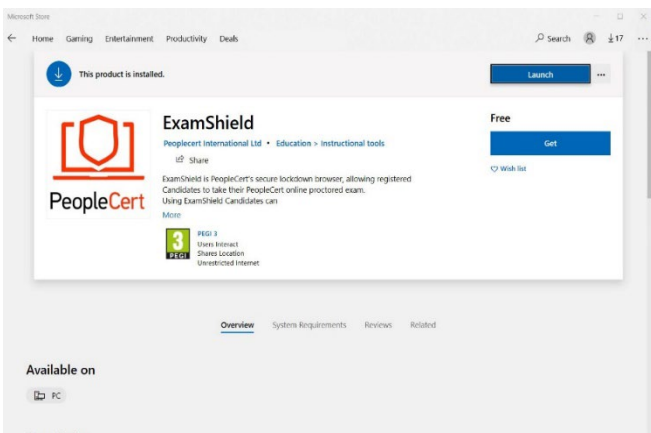 Microsoft Store
Home Gaming Entertainment Productivity Deals Search 17
This product is installed.
Launch
ExamShield
Peoplecert International Ltd • Education > Instructional tools
Share
ExamShield is PeopleCert's secure lockdown browser, allowing registered
Candidates to take their PeopleCert online proctored exam.
Using ExamShield Candidates can
More
PeopleCert
3
PEGI
PEGI 3
Users Interact
Shares Location
Unrestricted Internet
Free
Get
Wish list
Overview System Requirements Reviews Related
Available on
PC